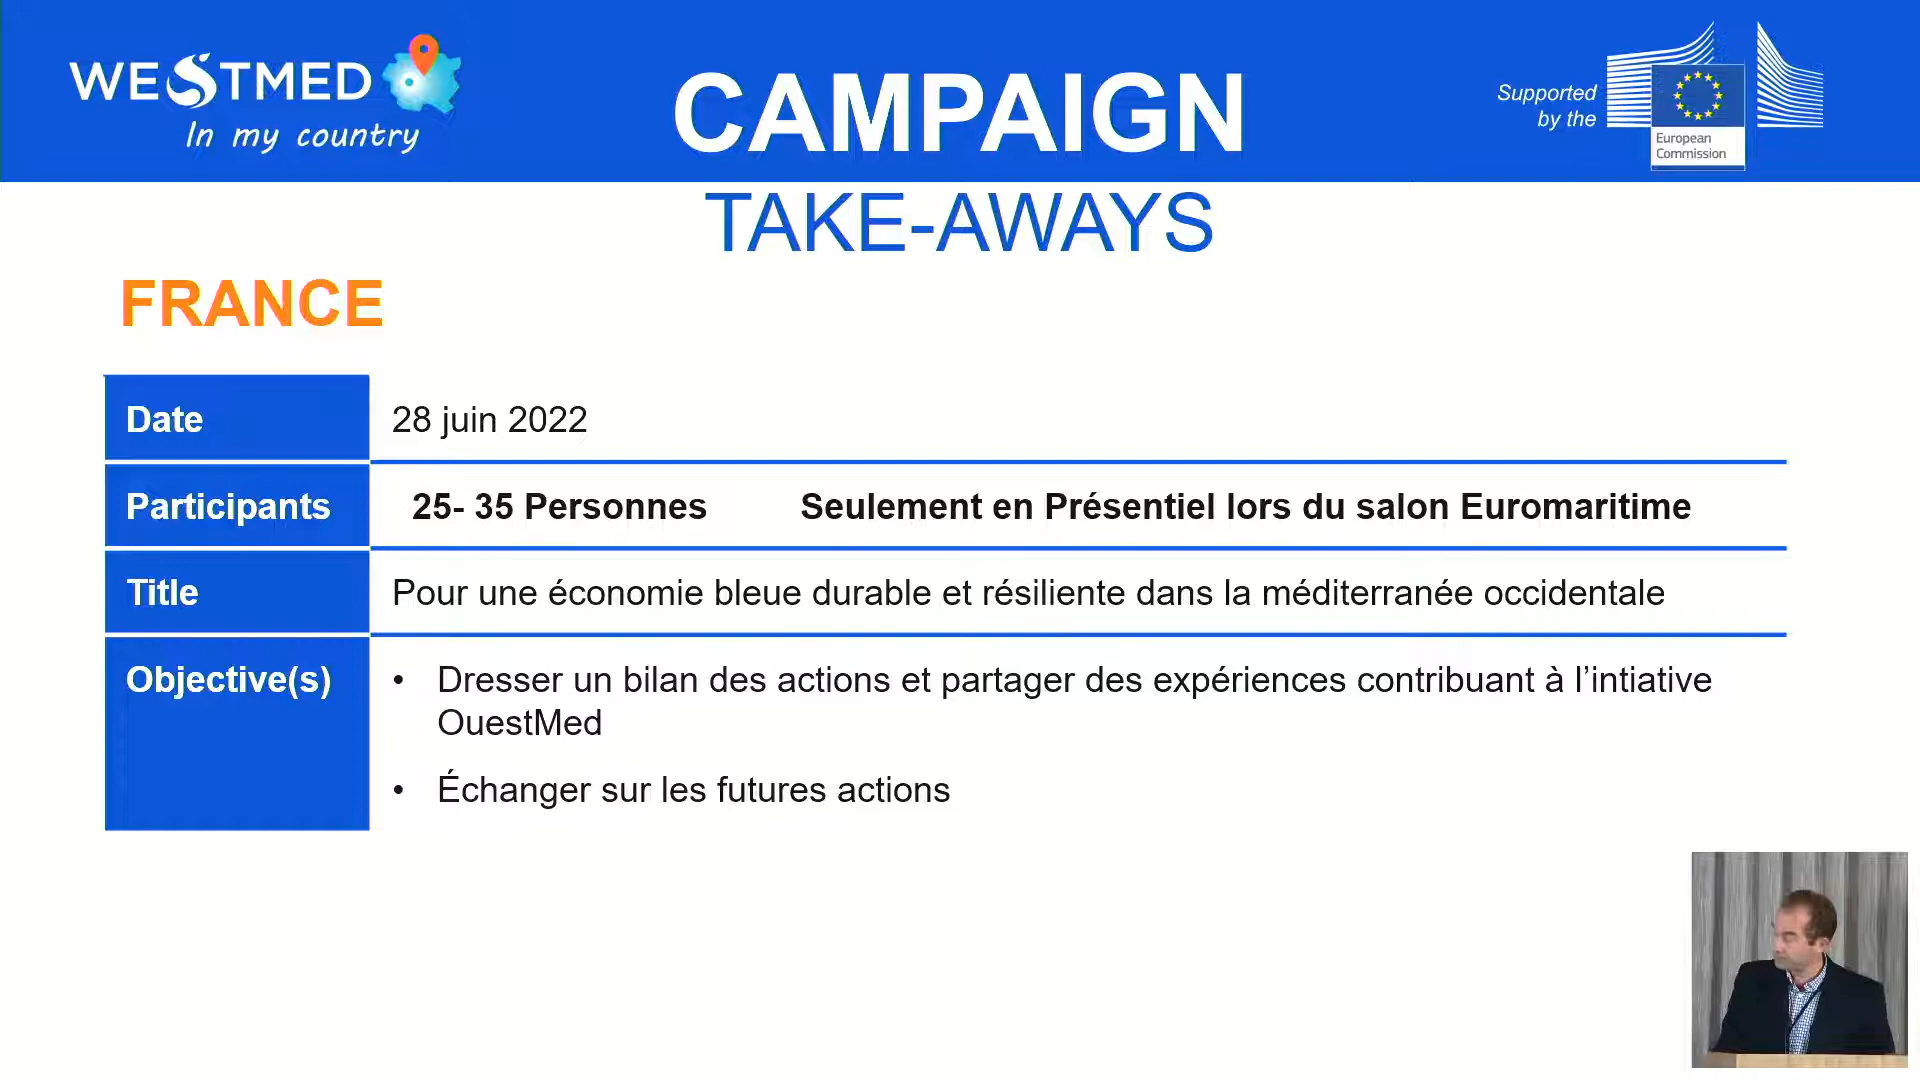 WESTMED
In my country
CAMPAIGN
Supported
by the
European
Commission
TAKE-AWAYS
FRANCE
Date
28 juin 2022
Participants
25- 35 Personnes Seulement en Présentiel lors du salon Euromaritime
Title
Pour une économie bleue durable et résiliente dans la méditerranée occidentale
Objective(s)
• Dresser un bilan des actions et partager des expériences contribuant à l’intiative
OuestMed
• Échanger sur les futures actions